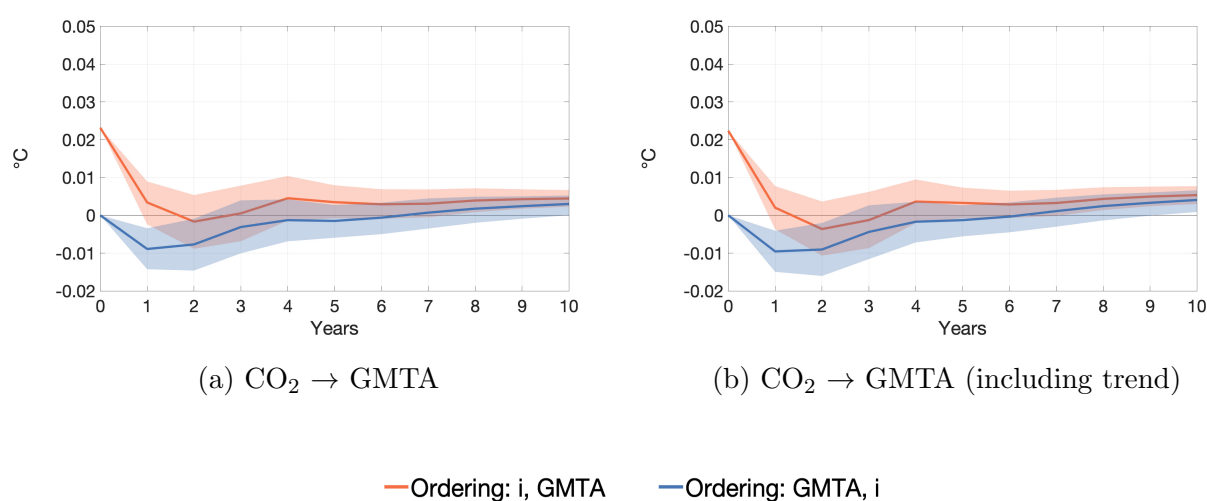 0.05
0.04
0.03
0.02
0.01
0
-0.01
-0.02
°C
0 1 2 3 4 5 6 7 8 9 10
Years
(a) CO₂ → GMTA
0.05
0.04
0.03
0.02
0.01
0
-0.01
-0.02
°C
0 1 2 3 4 5 6 7 8 9 10
Years
(b) CO₂ → GMTA (including trend)
Ordering: i, GMTA Ordering: GMTA, i